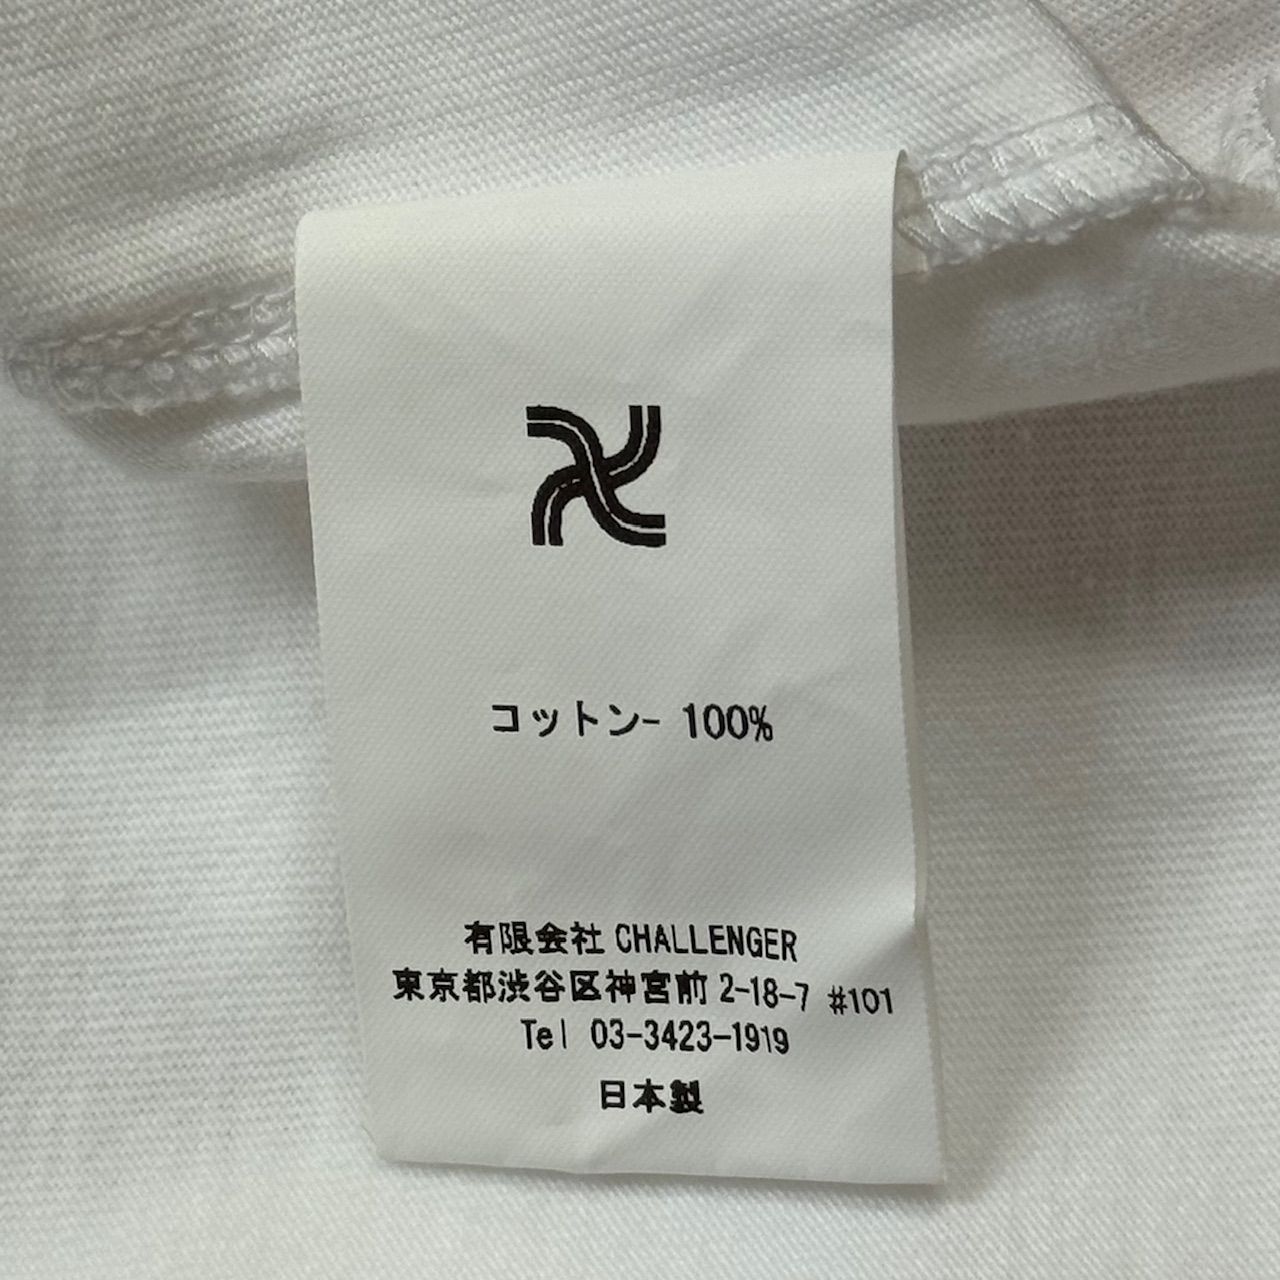 コットン- 100%
有限会社 CHALLENGER
東京都渋谷区神宮前 2-18-7 #101
Tel 03-3423-1919
日本製